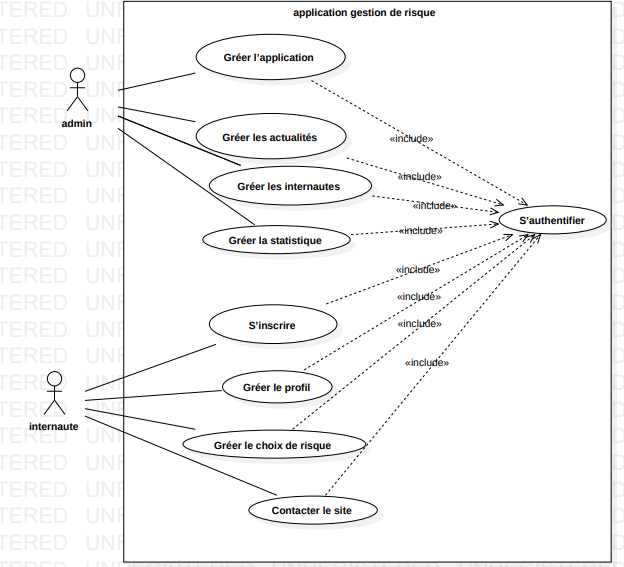 application gestion de risque
Gréer l'application
admin
«include»
Gréer les actualités
«include»
Gréer les internautes
«include»
S'authentifier
«include»
Gréer la statistique
«include»
«include»
S'inscrire
«include»
«include»
internaute
Gréer le profil
Gréer le choix de risque
Contacter le site